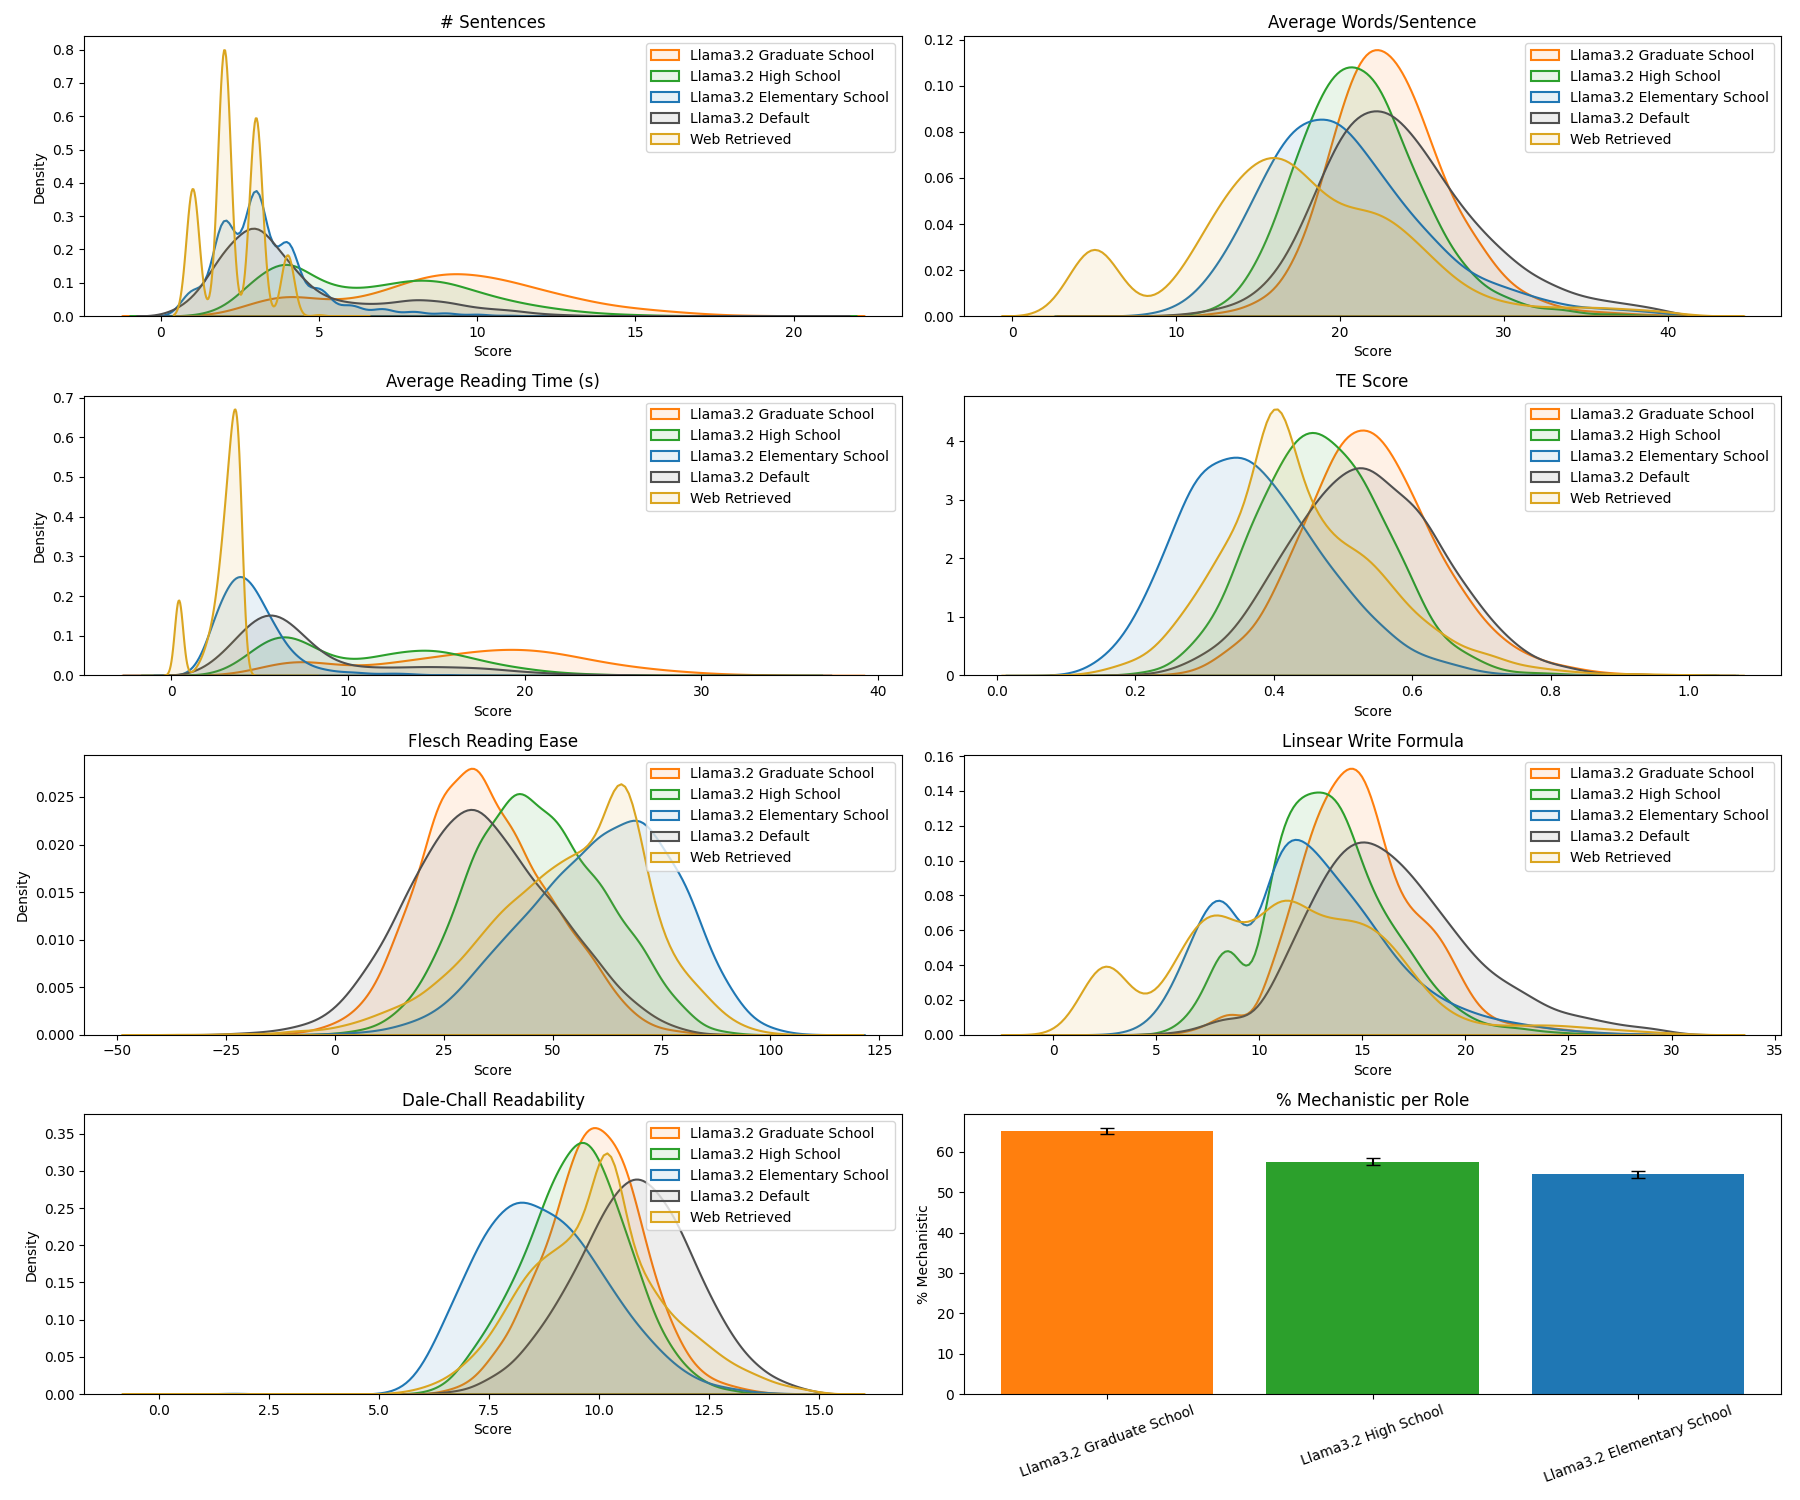 # Sentences
Density
0.8
0.7
0.6
0.5
0.4
0.3
0.2
0.1
0.0
Llama3.2 Graduate School
Llama3.2 High School
Llama3.2 Elementary School
Llama3.2 Default
Web Retrieved
0 5 10 15 20
Score
Average Words/Sentence
0.12
0.10
0.08
0.06
0.04
0.02
0.00
Llama3.2 Graduate School
Llama3.2 High School
Llama3.2 Elementary School
Llama3.2 Default
Web Retrieved
0 10 20 30 40
Score
Average Reading Time (s)
Density
0.7
0.6
0.5
0.4
0.3
0.2
0.1
0.0
Llama3.2 Graduate School
Llama3.2 High School
Llama3.2 Elementary School
Llama3.2 Default
Web Retrieved
0 10 20 30 40
Score
TE Score
4
3
2
1
0
Llama3.2 Graduate School
Llama3.2 High School
Llama3.2 Elementary School
Llama3.2 Default
Web Retrieved
0.0 0.2 0.4 0.6 0.8 1.0
Score
Flesch Reading Ease
Density
0.025
0.020
0.015
0.010
0.005
0.000
Llama3.2 Graduate School
Llama3.2 High School
Llama3.2 Elementary School
Llama3.2 Default
Web Retrieved
−50 −25 0 25 50 75 100 125
Score
Linsear Write Formula
0.16
0.14
0.12
0.10
0.08
0.06
0.04
0.02
0.00
Llama3.2 Graduate School
Llama3.2 High School
Llama3.2 Elementary School
Llama3.2 Default
Web Retrieved
0 5 10 15 20 25 30 35
Score
Dale-Chall Readability
Density
0.35
0.30
0.25
0.20
0.15
0.10
0.05
0.00
Llama3.2 Graduate School
Llama3.2 High School
Llama3.2 Elementary School
Llama3.2 Default
Web Retrieved
0.0 2.5 5.0 7.5 10.0 12.5 15.0
Score
% Mechanistic per Role
% Mechanistic
60
50
40
30
20
10
0
Llama3.2 Graduate School
Llama3.2 High School
Llama3.2 Elementary School